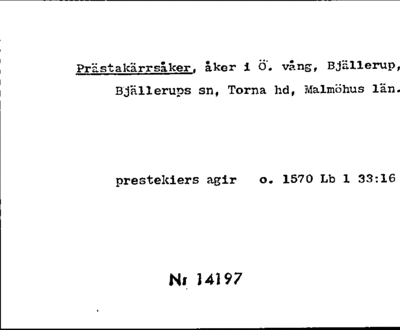 Prästakärrsåker, åker i Ö. vång, Bjällerup,
Bjällerups sn, Torna hd, Malmöhus län.
prestekiers agir o. 1570 Lb 1 33:16
Nr 14197